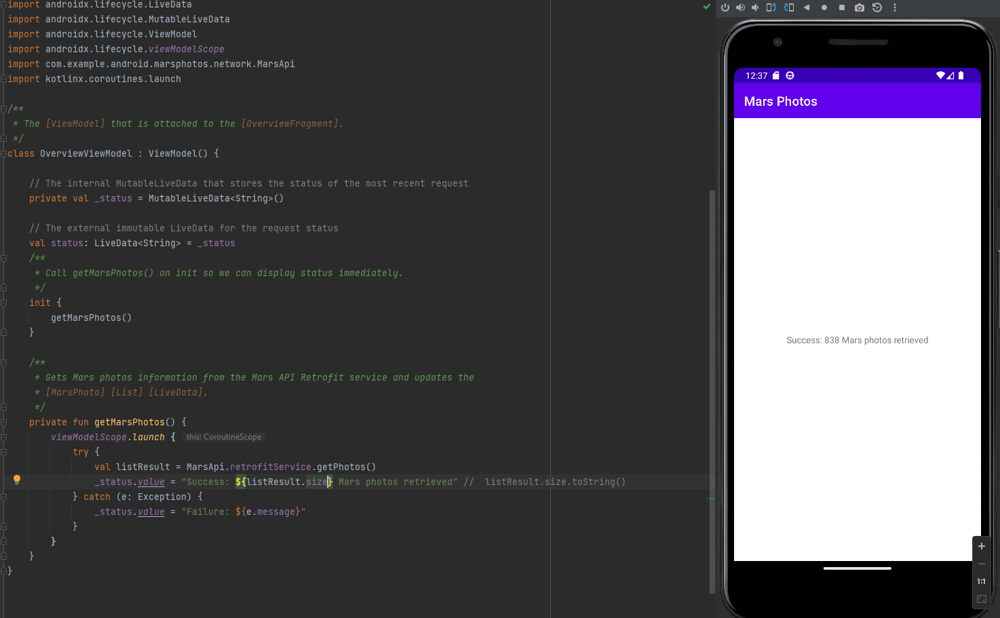 import androidx.lifecycle.LiveData
import androidx.lifecycle.MutableLiveData
import androidx.lifecycle.ViewModel
import androidx.lifecycle.viewModelScope
import com.example.android.marsphotos.network.MarsApi
import kotlinx.coroutines.launch
/**
 * The [ViewModel] that is attached to the [OverviewFragment].
 */
class OverviewViewModel : ViewModel() {
    // The internal MutableLiveData that stores the status of the most recent request
    private val _status = MutableLiveData<String>()
    // The external immutable LiveData for the request status
    val status: LiveData<String> = _status
    /**
     * Call getMarsPhotos() on init so we can display status immediately.
     */
    init {
        getMarsPhotos()
    }
    /**
     * Gets Mars photos information from the Mars API Retrofit service and updates the
     * [MarsPhoto] [List] [LiveData].
     */
    private fun getMarsPhotos() {
        viewModelScope.launch { this: CoroutineScope
            try {
                val listResult = MarsApi.retrofitService.getPhotos()
                _status.value = "Success: ${listResult.size} Mars photos retrieved" //  listResult.size.toString()
            } catch (e: Exception) {
                _status.value = "Failure: ${e.message}"
            }
        }
    }
}
12:37
Mars Photos
Success: 838 Mars photos retrieved
1:1